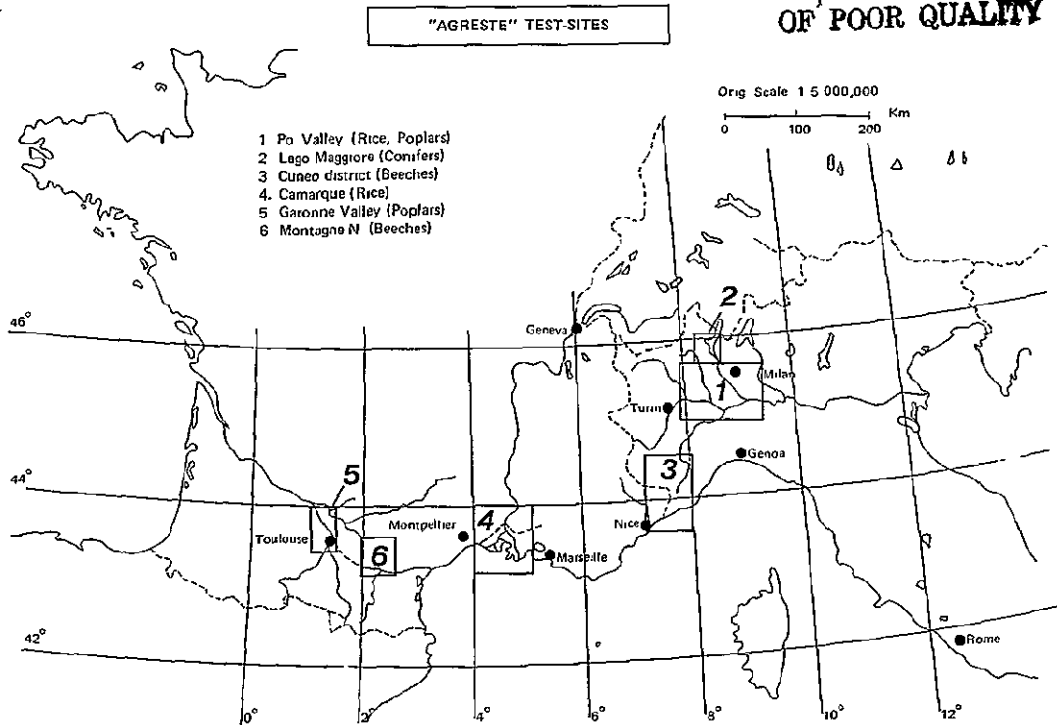 "AGRESTE" TEST-SITES
OF POOR QUALITY
Orig Scale 1 5 000,000
0 100 200 Km
1 Po Valley (Rice, Poplars)
2 Lago Maggiore (Conifers)
3 Cuneo district (Beeches)
4. Camarque (Rice)
5 Garonne Valley (Poplars)
6 Montagne N (Beeches)
46°
Geneva
2
Milan
1
Turin
3
Genoa
44°
5
Montpellier
4
Nice
Toulouse
6
Marseille
42°
Rome
0° 2° 4° 6° 8° 10° 12°